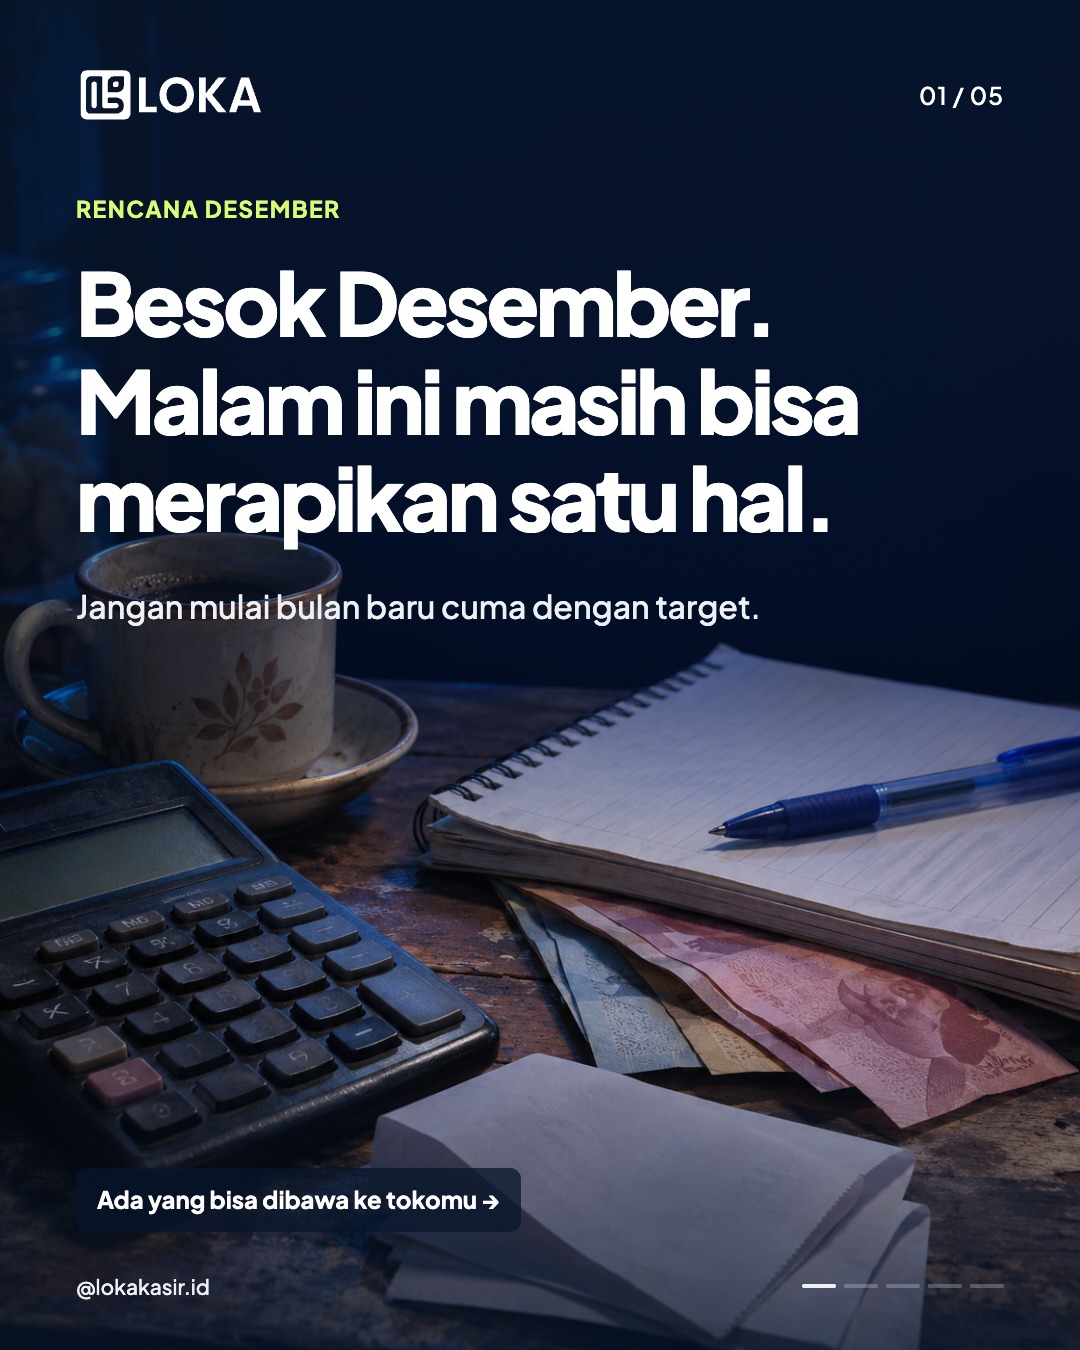 LOKA
01 / 05
RENCANA DESEMBER
Besok Desember.
Malam ini masih bisa
merapikan satu hal.
Jangan mulai bulan baru cuma dengan target.
Ada yang bisa dibawa ke tokomu →
@lokakasir.id